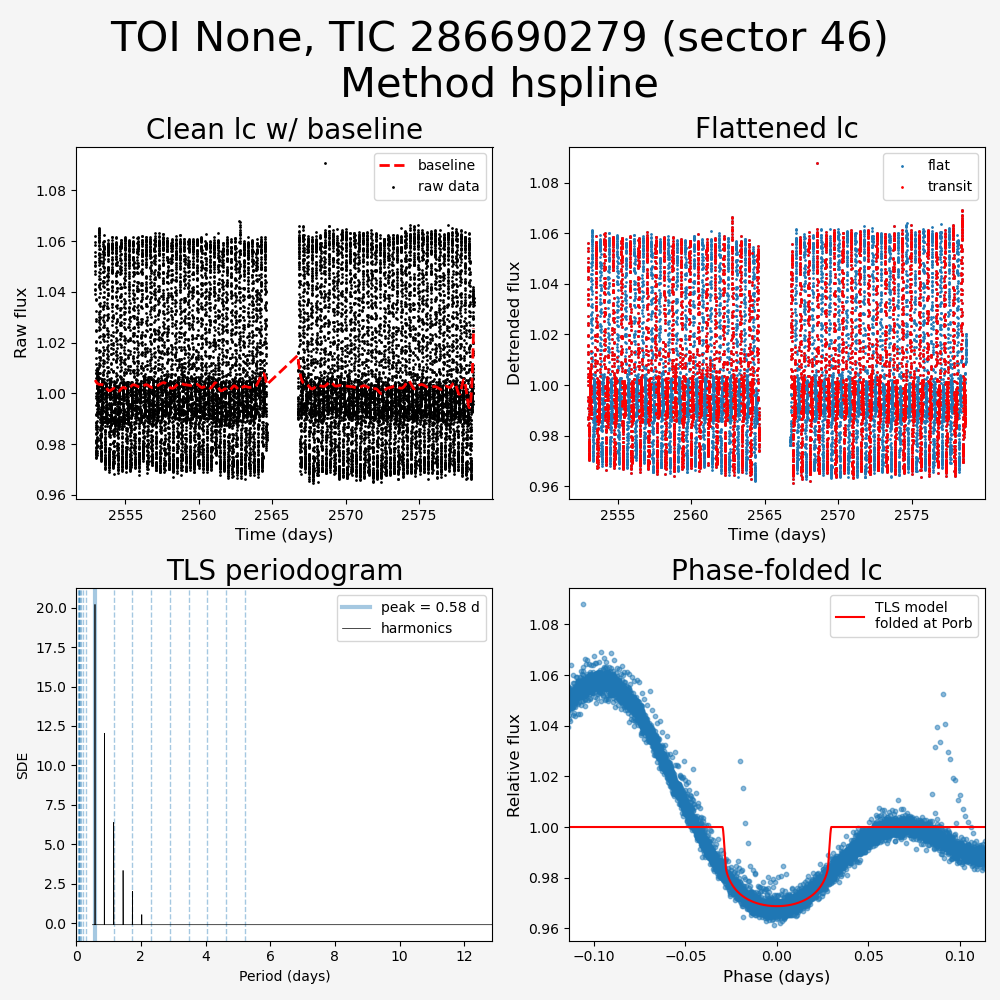 TOI None, TIC 286690279 (sector 46)
Method hspline
Clean lc w/ baseline
baseline
raw data
Raw flux
1.08
1.06
1.04
1.02
1.00
0.98
0.96
2555
2560
2565
2570
2575
Time (days)
Flattened lc
flat
transit
Detrended flux
1.08
1.06
1.04
1.02
1.00
0.98
0.96
2555
2560
2565
2570
2575
Time (days)
TLS periodogram
peak = 0.58 d
harmonics
SDE
20.0
17.5
15.0
12.5
10.0
7.5
5.0
2.5
0.0
0
2
4
6
8
10
12
Period (days)
Phase-folded lc
TLS model
folded at Porb
Relative flux
1.08
1.06
1.04
1.02
1.00
0.98
0.96
−0.10
−0.05
0.00
0.05
0.10
Phase (days)